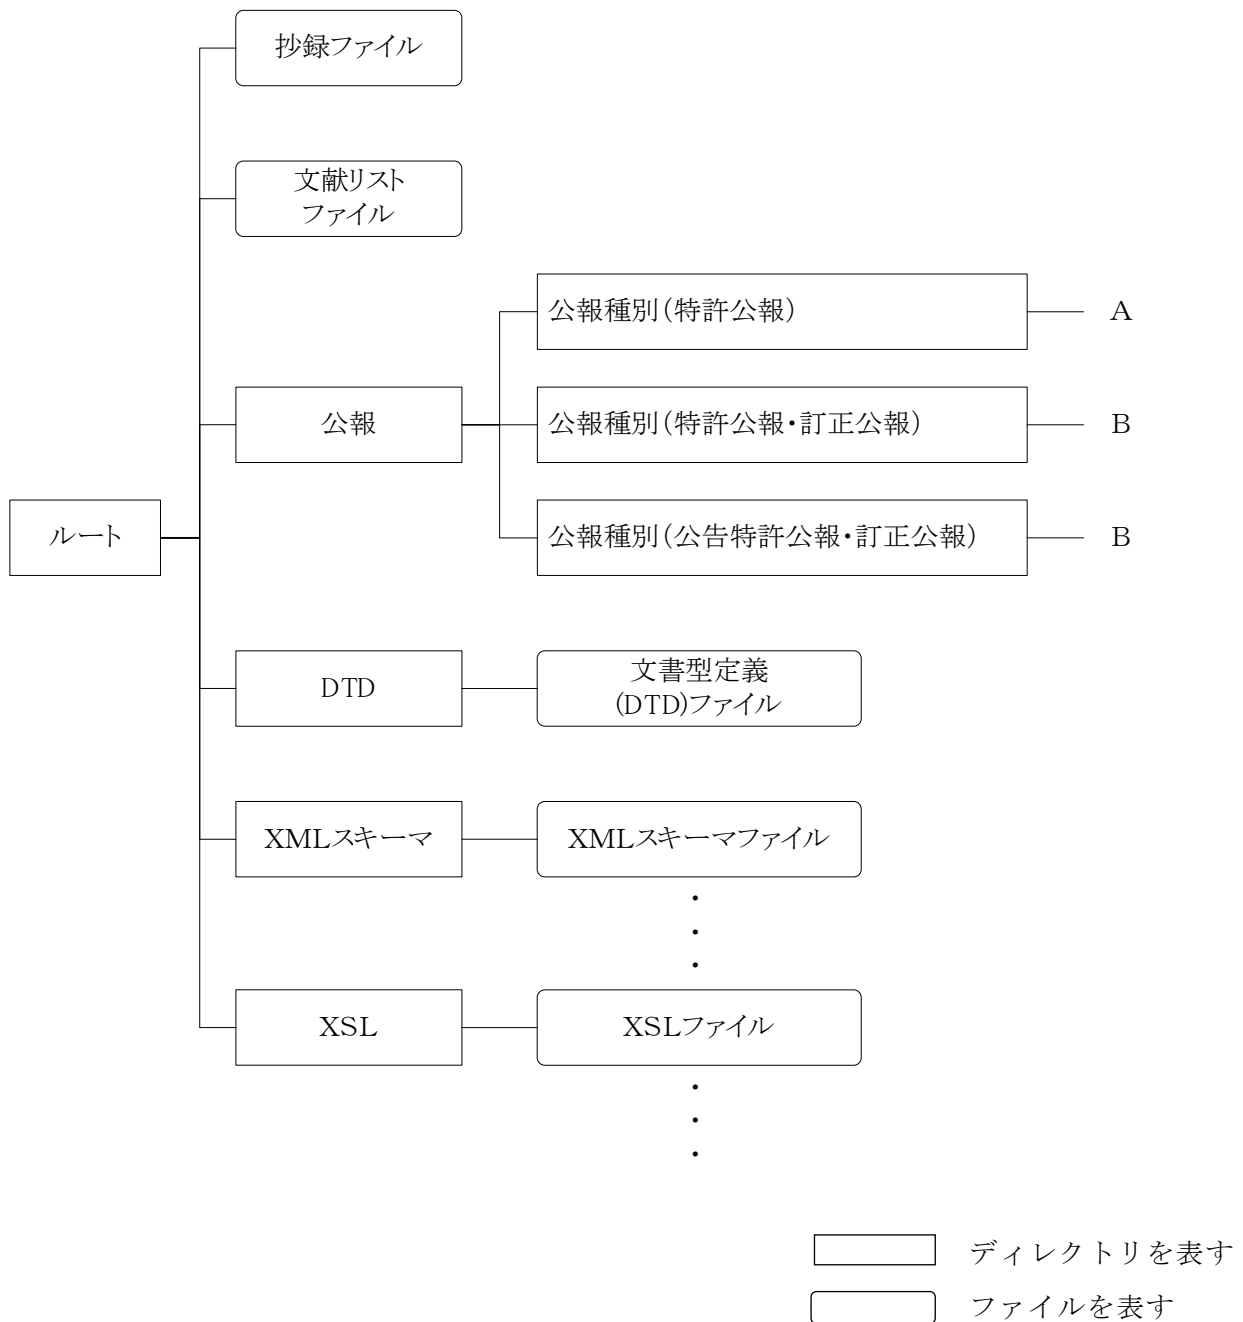 抄録ファイル
文献リスト
ファイル
公報種別(特許公報)
A
公報
公報種別(特許公報・訂正公報)
B
ルート
公報種別(公告特許公報・訂正公報)
B
DTD
文書型定義
(DTD)ファイル
XMLスキーマ
XMLスキーマファイル
・
・
・
XSL
XSLファイル
・
・
・
ディレクトリを表す
ファイルを表す